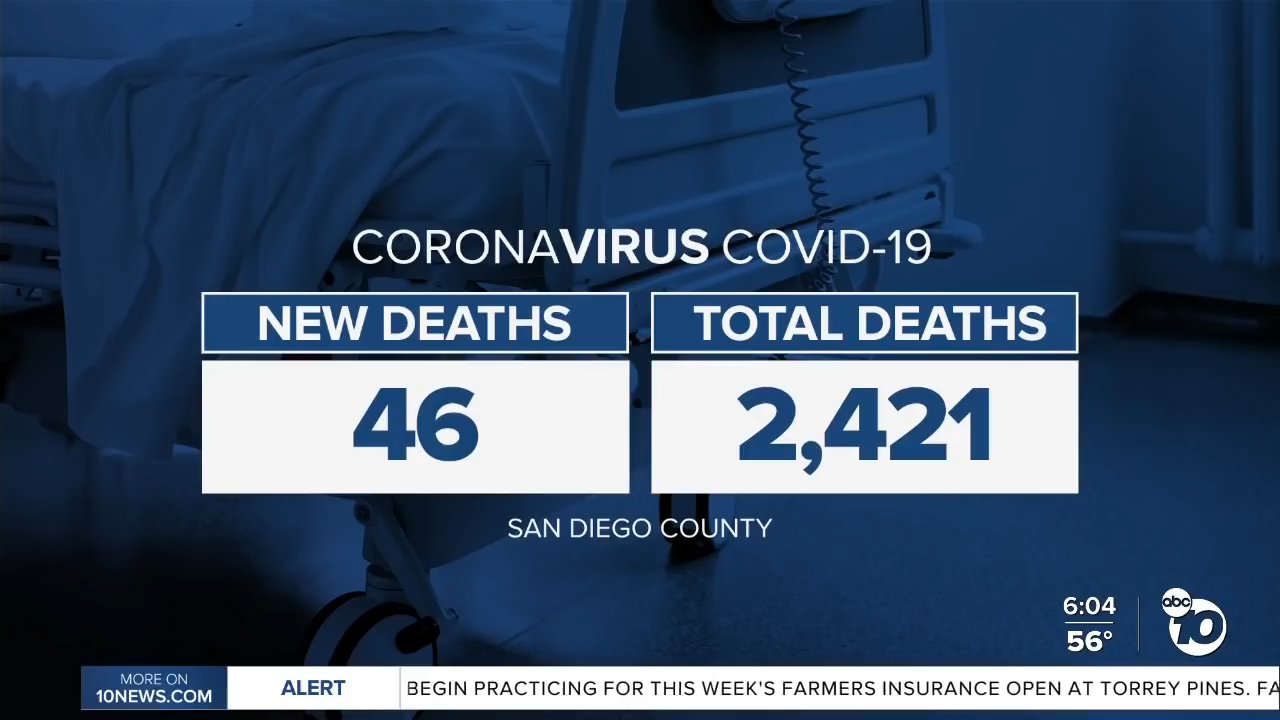 CORONAVIRUS COVID-19
NEW DEATHS
TOTAL DEATHS
46
2,421
SAN DIEGO COUNTY
6:04
56°
abc
10
MORE ON
10NEWS.COM
ALERT
BEGIN PRACTICING FOR THIS WEEK'S FARMERS INSURANCE OPEN AT TORREY PINES. FA